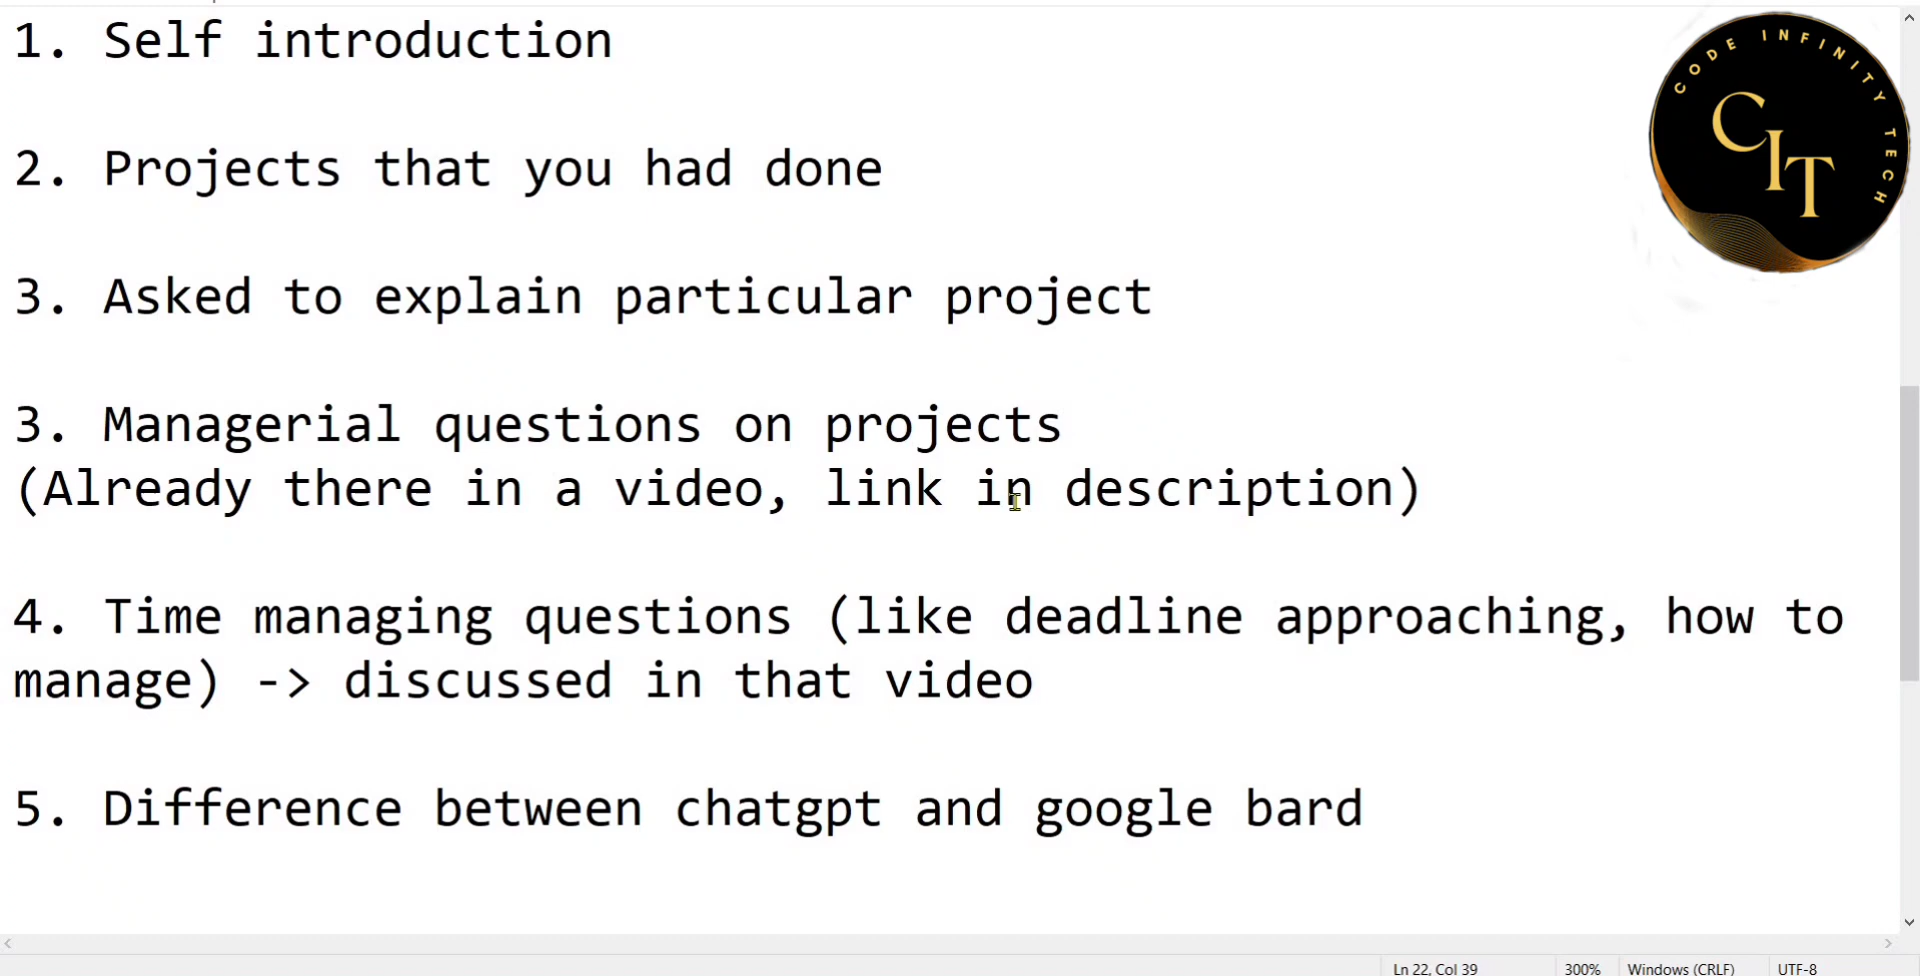 1. Self introduction
2. Projects that you had done
3. Asked to explain particular project
3. Managerial questions on projects
(Already there in a video, link in description)
4. Time managing questions (like deadline approaching, how to
manage) -> discussed in that video
5. Difference between chatgpt and google bard
CODE INFINITY TECH
CIT
Ln 22, Col 39
300%
Windows (CRLF)
UTF-8